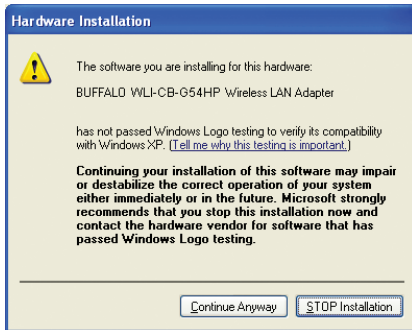 Hardware Installation
The software you are installing for this hardware:
BUFFALO WLI-CB-G54HP Wireless LAN Adapter
has not passed Windows Logo testing to verify its compatibility
with Windows XP. (Tell me why this testing is important.)
Continuing your installation of this software may impair
or destabilize the correct operation of your system
either immediately or in the future. Microsoft strongly
recommends that you stop this installation now and
contact the hardware vendor for software that has
passed Windows Logo testing.
Continue Anyway
STOP Installation